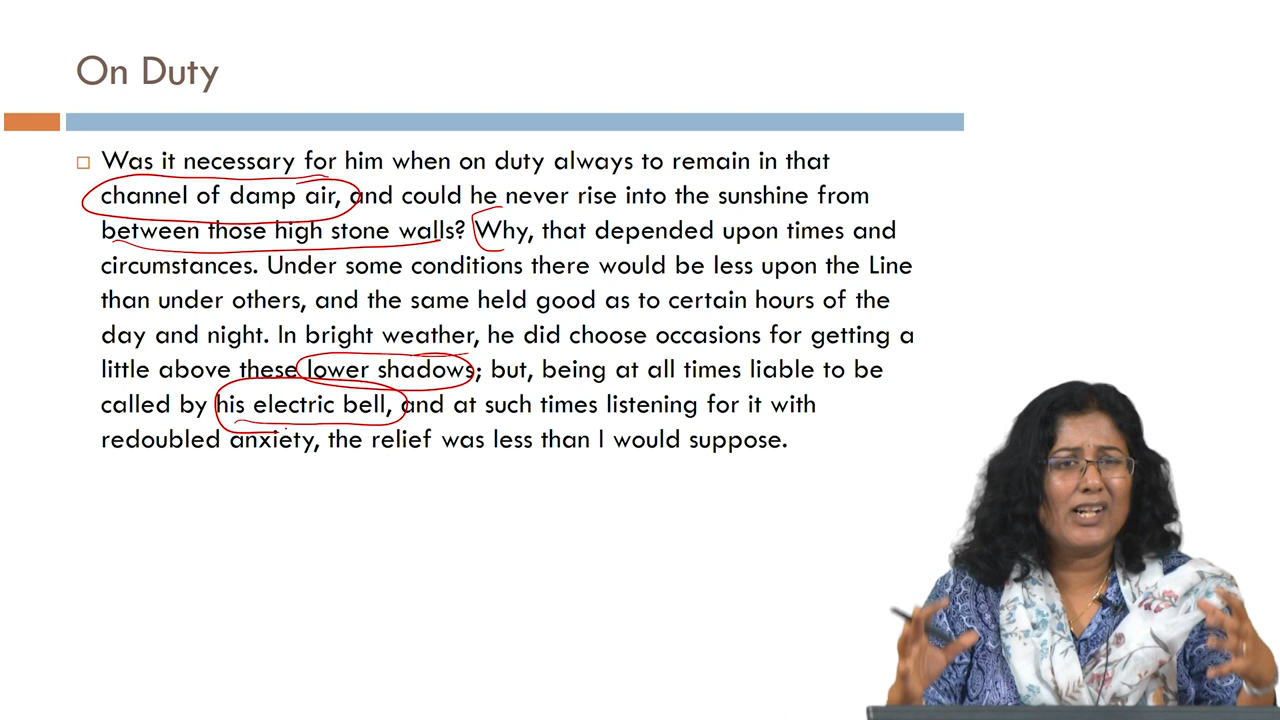 On Duty
Was it necessary for him when on duty always to remain in that
channel of damp air, and could he never rise into the sunshine from
between those high stone walls? Why, that depended upon times and
circumstances. Under some conditions there would be less upon the Line
than under others, and the same held good as to certain hours of the
day and night. In bright weather, he did choose occasions for getting a
little above these lower shadows; but, being at all times liable to be
called by his electric bell, and at such times listening for it with
redoubled anxiety, the relief was less than I would suppose.